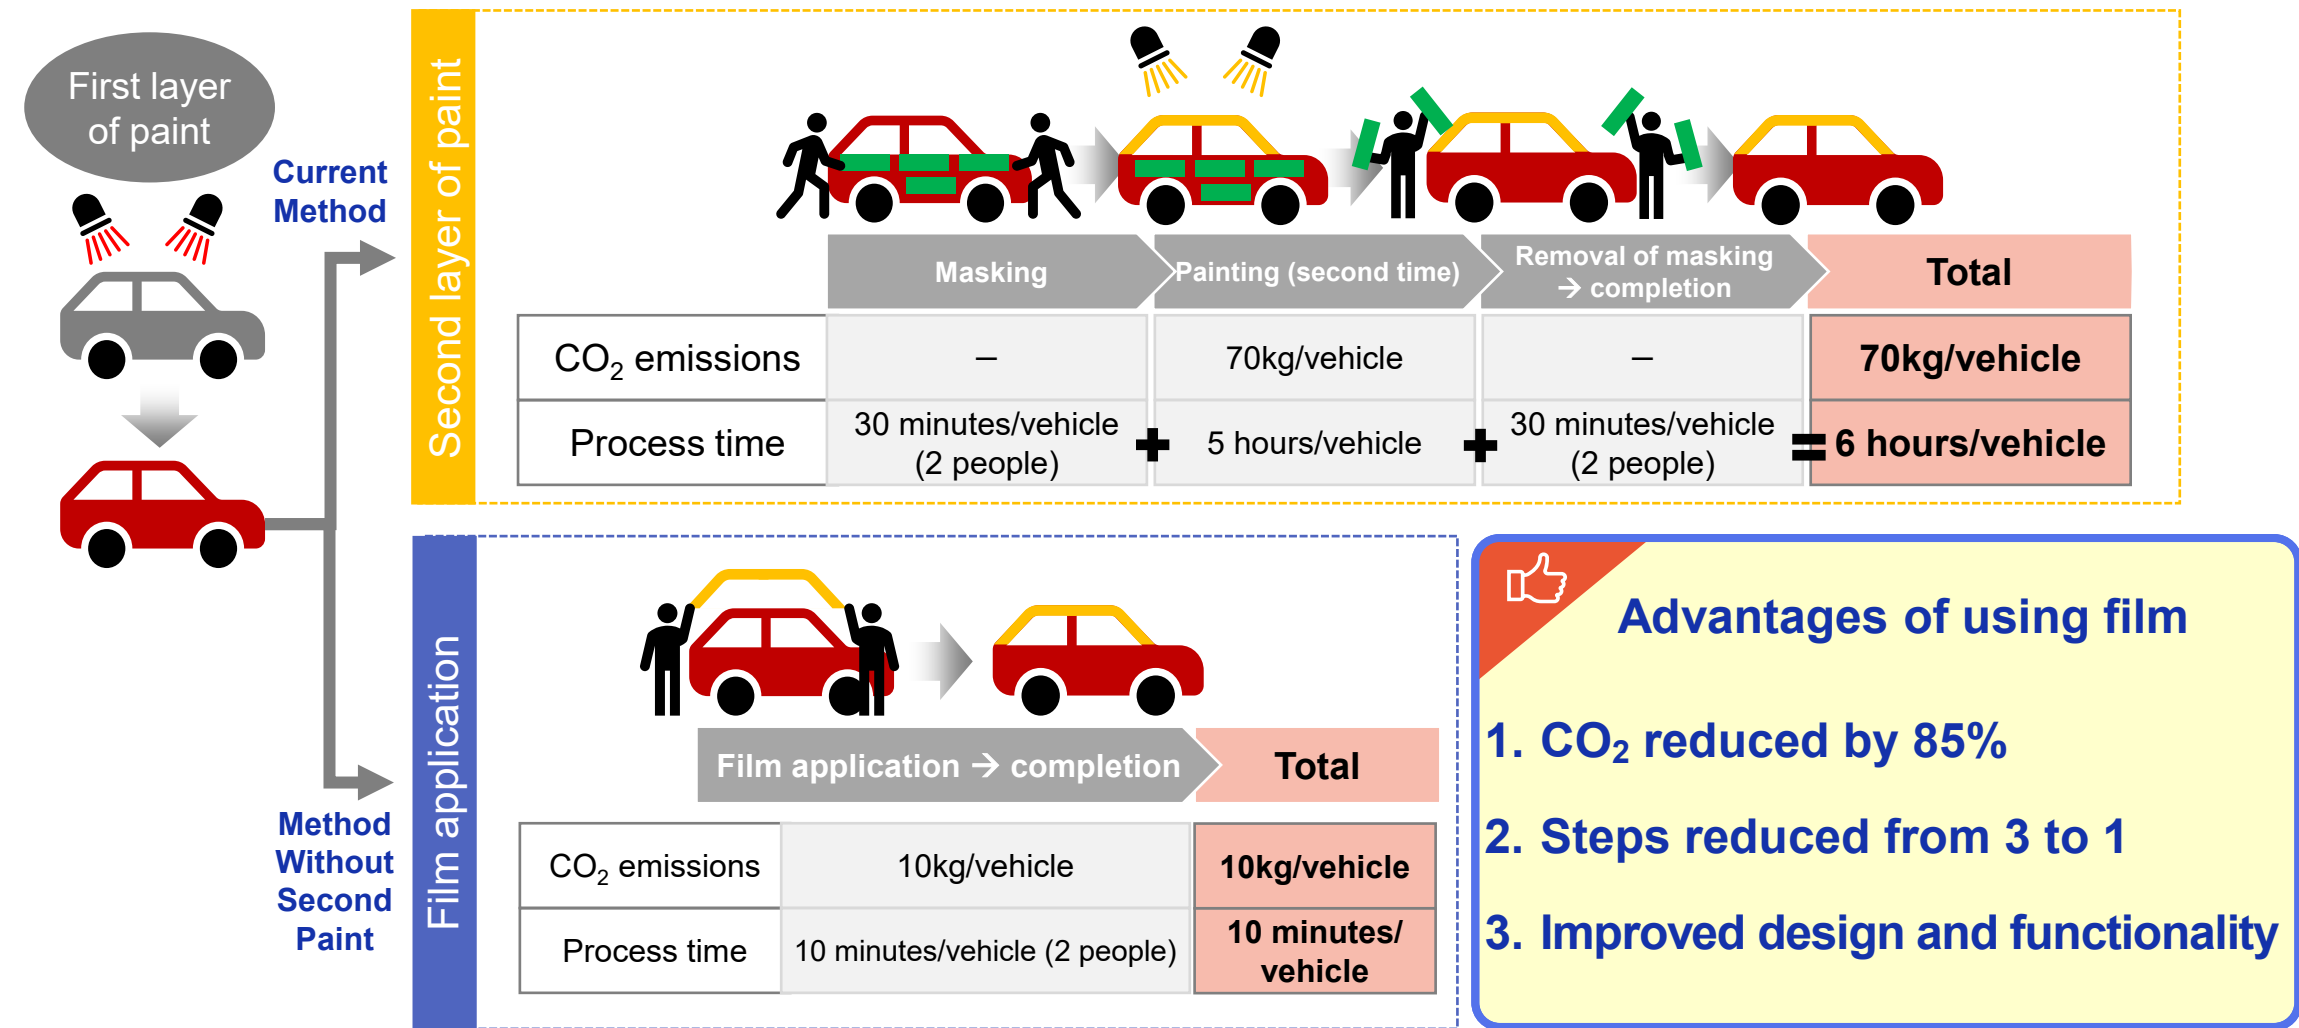 First layer
of paint
Current
Method
Second layer of paint
Masking
Painting (second time)
Removal of masking
→ completion
Total
CO₂ emissions
–
70kg/vehicle
–
70kg/vehicle
Process time
30 minutes/vehicle
(2 people)
+
5 hours/vehicle
+
30 minutes/vehicle
(2 people)
=
6 hours/vehicle
Method
Without
Second
Paint
Film application
Film application → completion
Total
CO₂ emissions
10kg/vehicle
10kg/vehicle
Process time
10 minutes/vehicle (2 people)
10 minutes/
vehicle
Advantages of using film
1. CO₂ reduced by 85%
2. Steps reduced from 3 to 1
3. Improved design and functionality